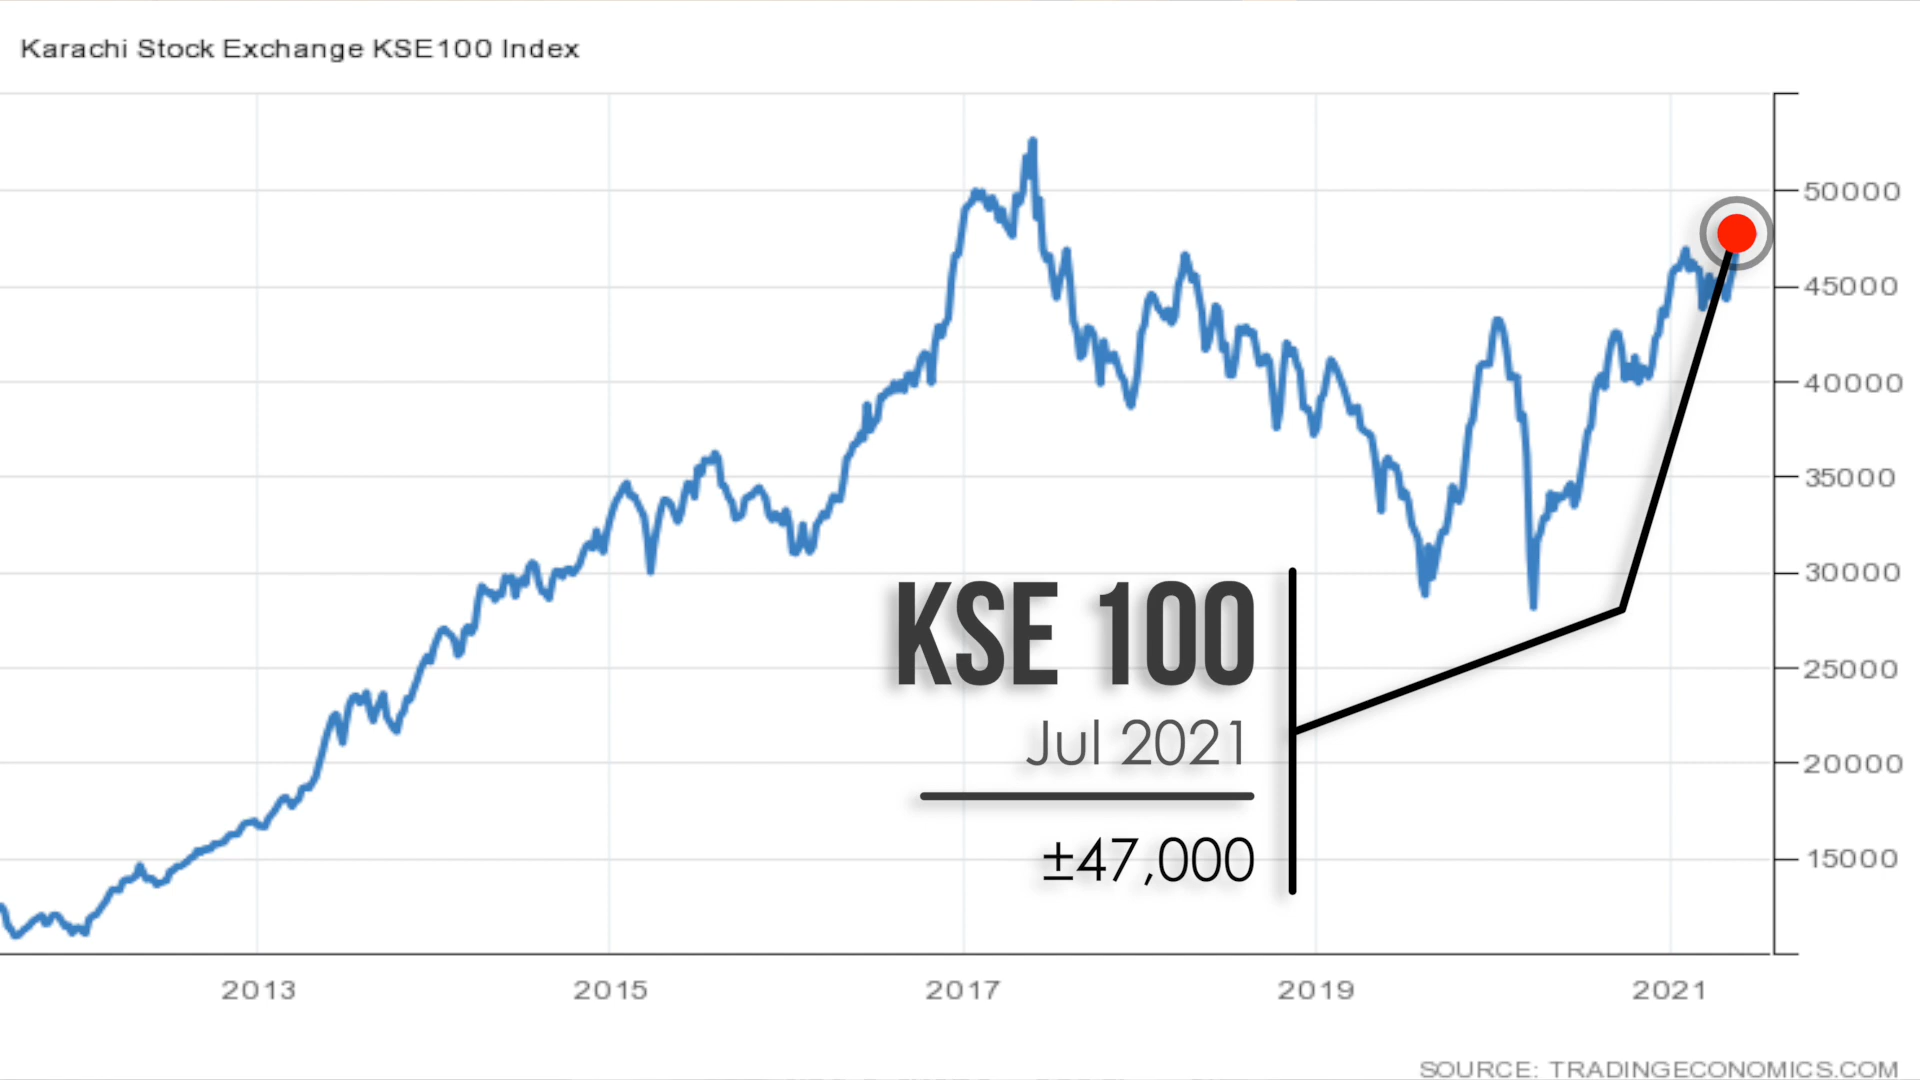 Karachi Stock Exchange KSE100 Index
50000
45000
40000
35000
30000
25000
20000
15000
KSE 100
Jul 2021
±47,000
2013 2015 2017 2019 2021
SOURCE: TRADINGECONOMICS.COM